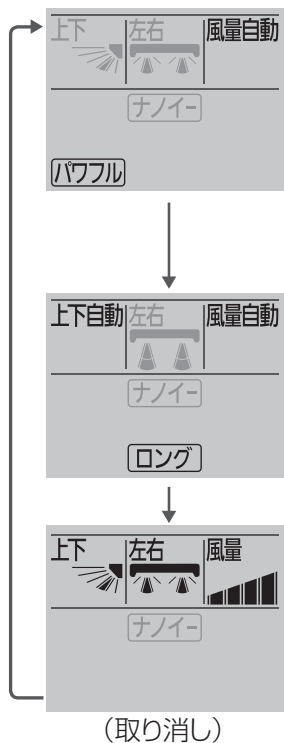 上下 左右 風量自動
ナノイー
パワフル
上下自動 左右 風量自動
ナノイー
ロング
上下 左右 風量
ナノイー
(取り消し)